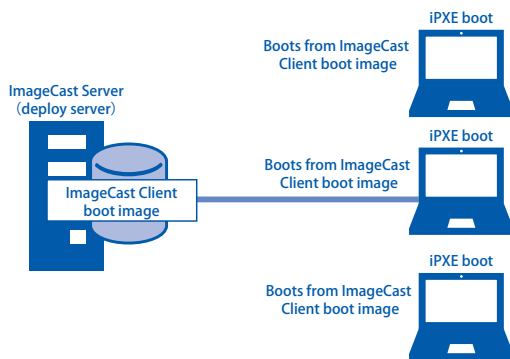 iPXE boot
Boots from ImageCast
Client boot image
ImageCast Server
（deploy server）
iPXE boot
Boots from ImageCast
Client boot image
ImageCast Client
boot image
iPXE boot
Boots from ImageCast
Client boot image